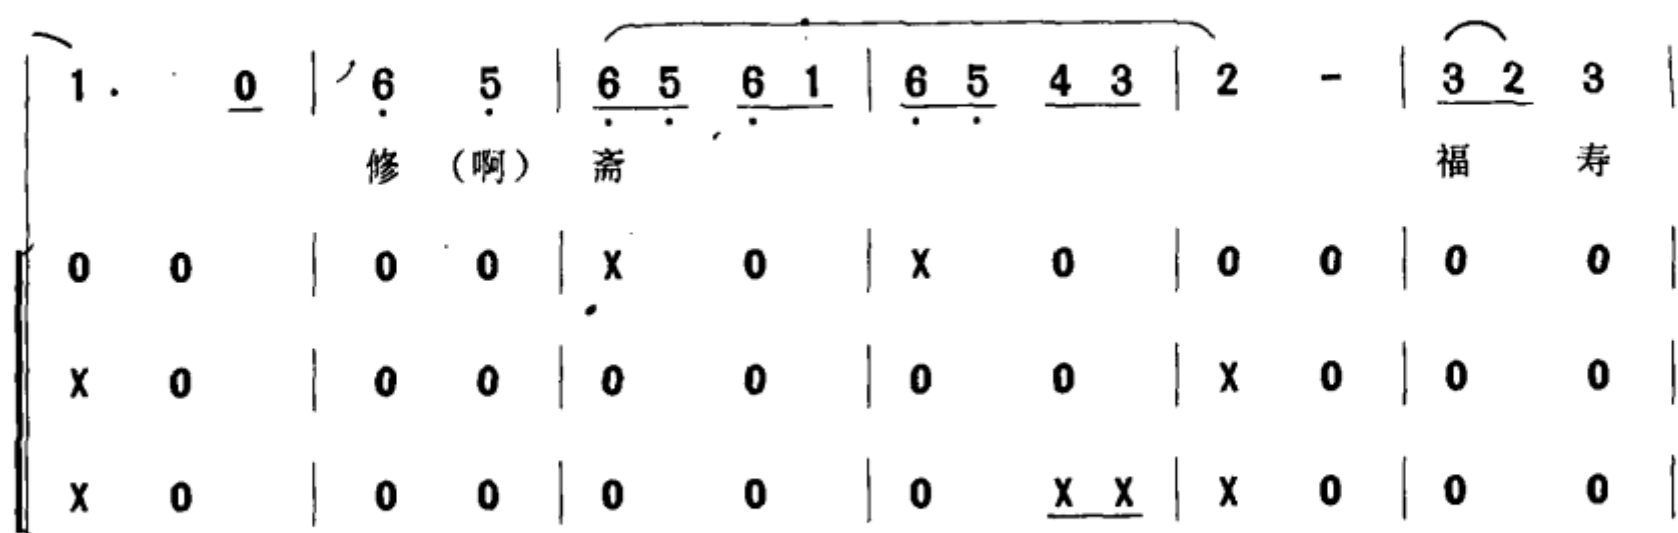 1. 0 | 6 5 | 6 5 6 1 | 6 5 4 3 | 2 - | 3 2 3 |
修 (啊) 斋 福 寿
0 0 | 0 0 | X 0 | X 0 | 0 0 | 0 0 |
X 0 | 0 0 | 0 0 | 0 0 | X 0 | 0 0 |
X 0 | 0 0 | 0 0 | 0 X X | X 0 | 0 0 |